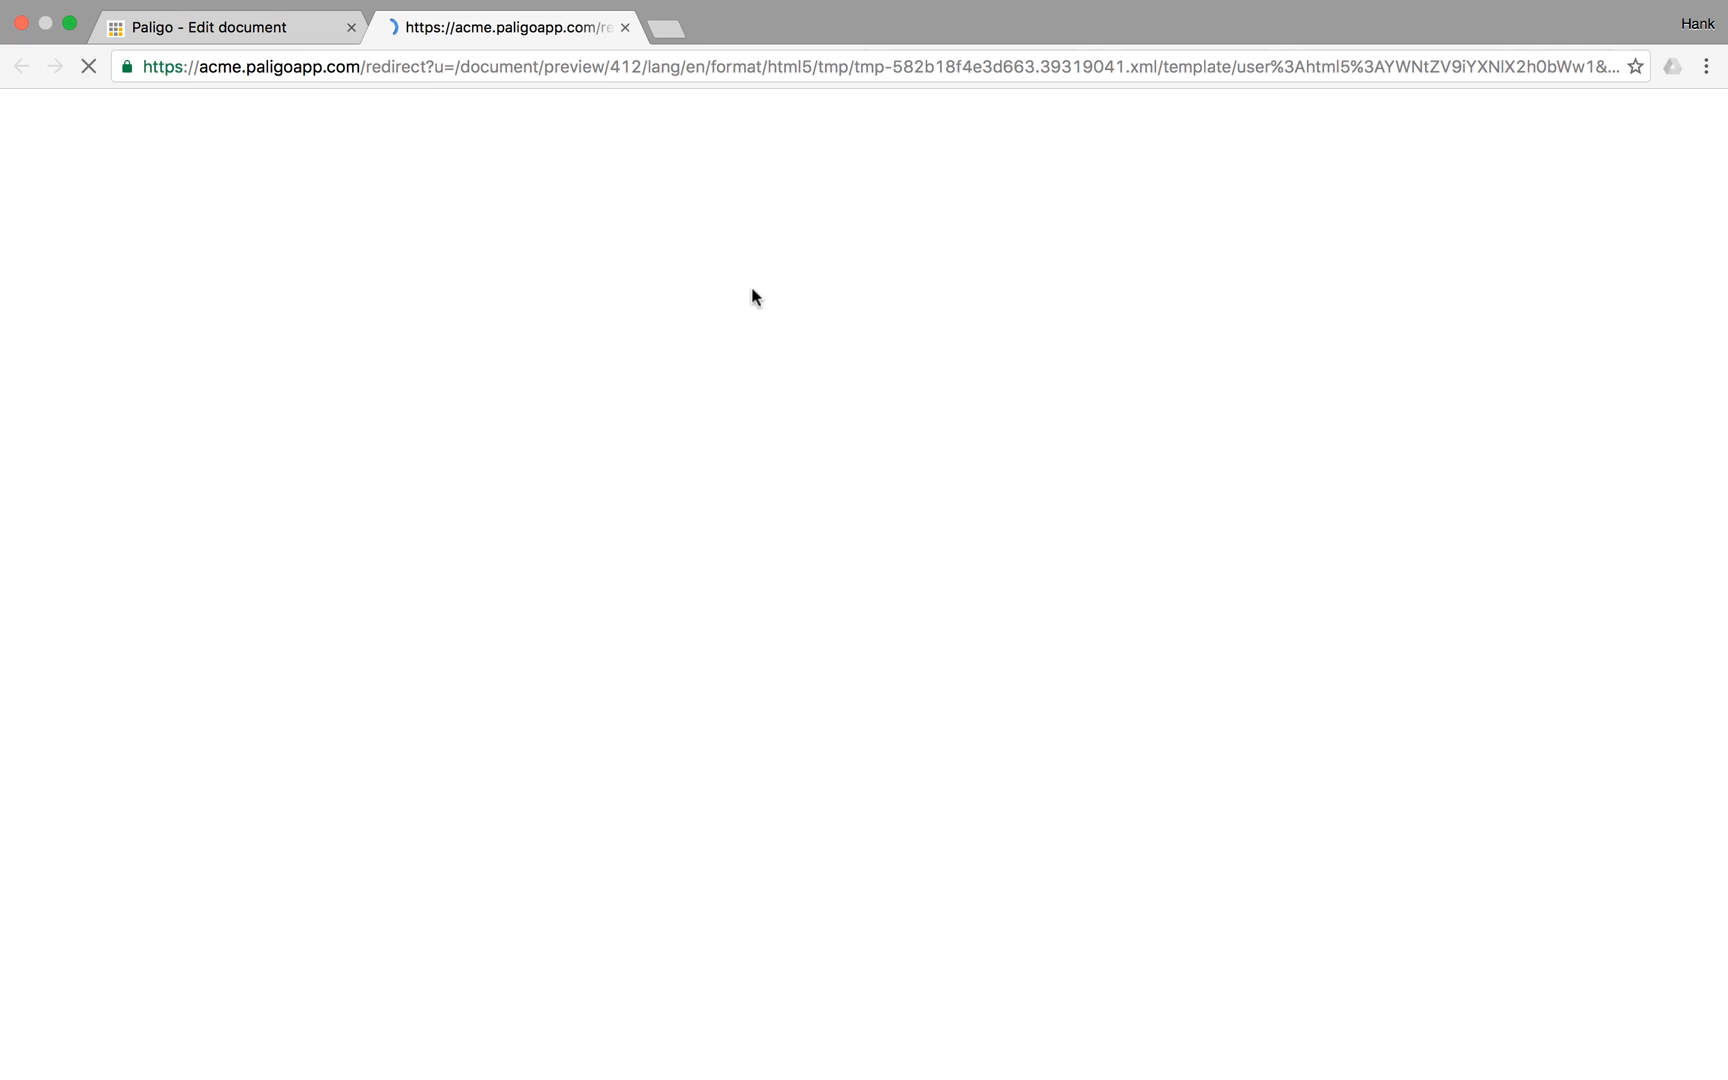 Paligo - Edit document
https://acme.paligoapp.com/re
Hank
https://acme.paligoapp.com/redirect?u=/document/preview/412/lang/en/format/html5/tmp/tmp-582b18f4e3d663.39319041.xml/template/user%3Ahtml5%3AYWNtZV9iYXNlX2h0bWw1&...